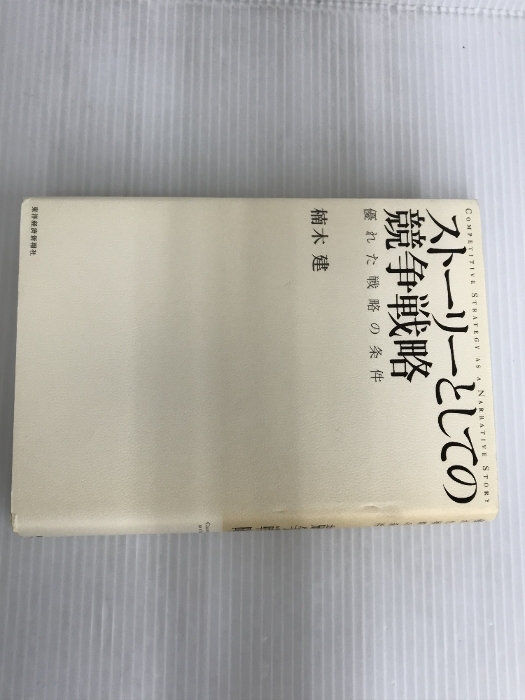 COMPETITIVE STRATEGY AS A NARRATIVE STORY
ストーリーとしての
競争戦略
優れた戦略の条件
楠木 建
東洋経済新報社